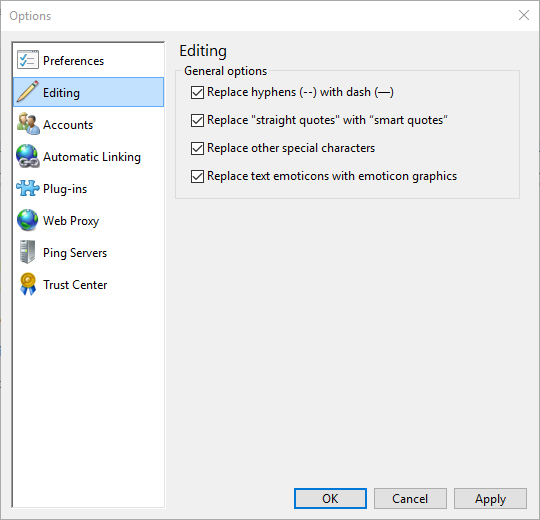 Options
Preferences
Editing
Accounts
Automatic Linking
Plug-ins
Web Proxy
Ping Servers
Trust Center
Editing
General options
Replace hyphens (--) with dash (—)
Replace "straight quotes" with “smart quotes“
Replace other special characters
Replace text emoticons with emoticon graphics
OK
Cancel
Apply